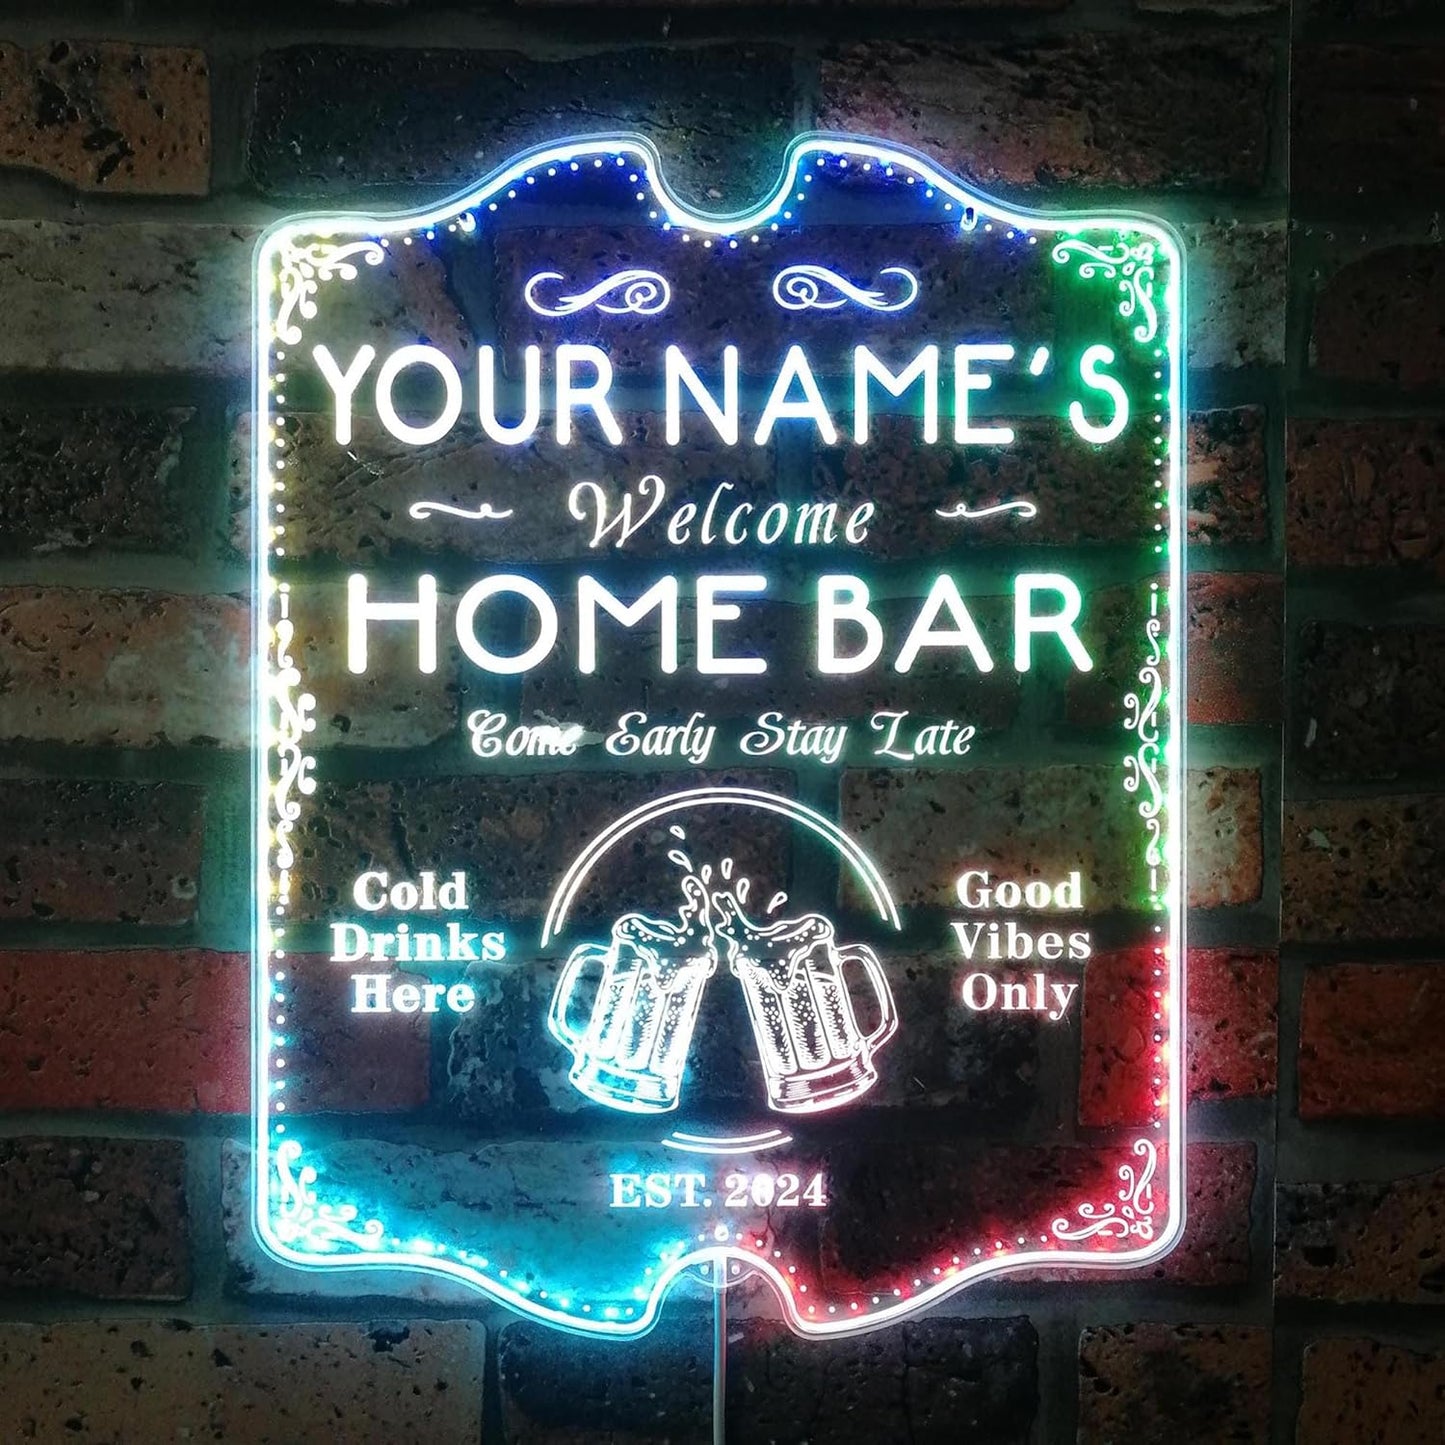 YOUR NAME'S
Welcome
HOME BAR
Come Early Stay Late
Cold
Drinks
Here
Good
Vibes
Only
EST. 2024